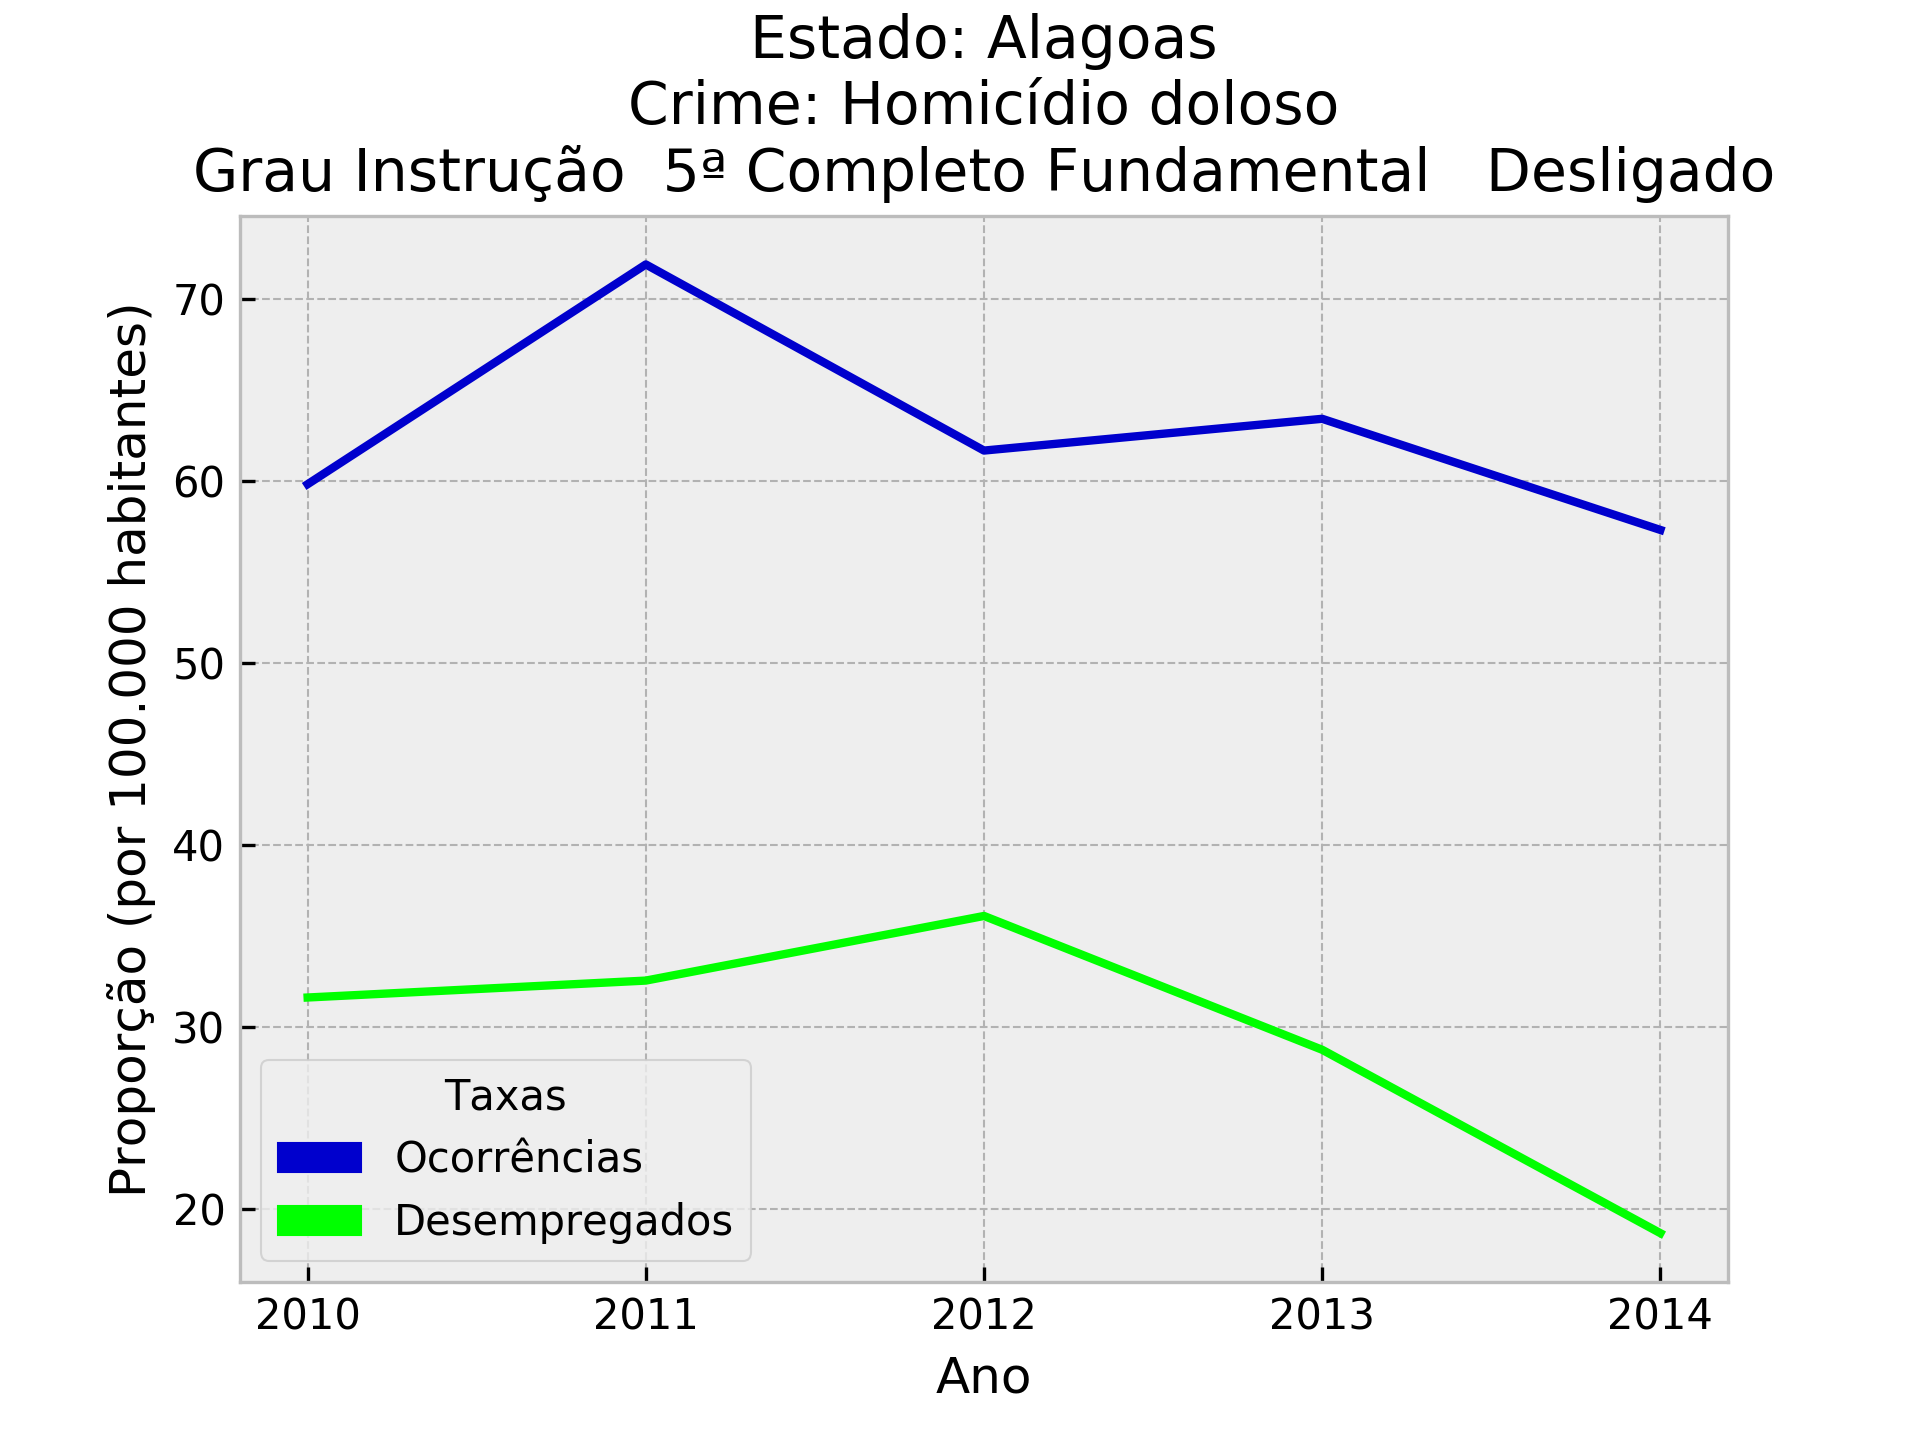 Estado: Alagoas
Crime: Homicídio doloso
Grau Instrução  5ª Completo Fundamental   Desligado
Proporção (por 100.000 habitantes)
70
60
50
40
30
20
Taxas
Ocorrências
Desempregados
2010 2011 2012 2013 2014
Ano